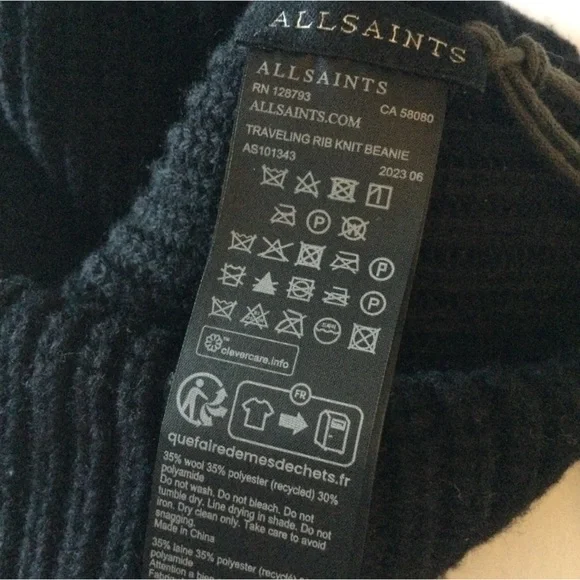 ALLSAINTS
ALLSAINTS
RN 128793 CA 58080
ALLSAINTS.COM
TRAVELING RIB KNIT BEANIE
AS101343 2023 06
P W
P
P
™
clevercare.info
FR
quefairedemesdechets.fr
35% wool 35% polyester (recycled) 30%
polyamide
Do not wash. Do not bleach. Do not
tumble dry. Line drying in shade. Do not
iron. Dry clean only. Take care to avoid
snagging.
Made in China
35% laine 35% polyester (recyclé)
polyamide
Attention a